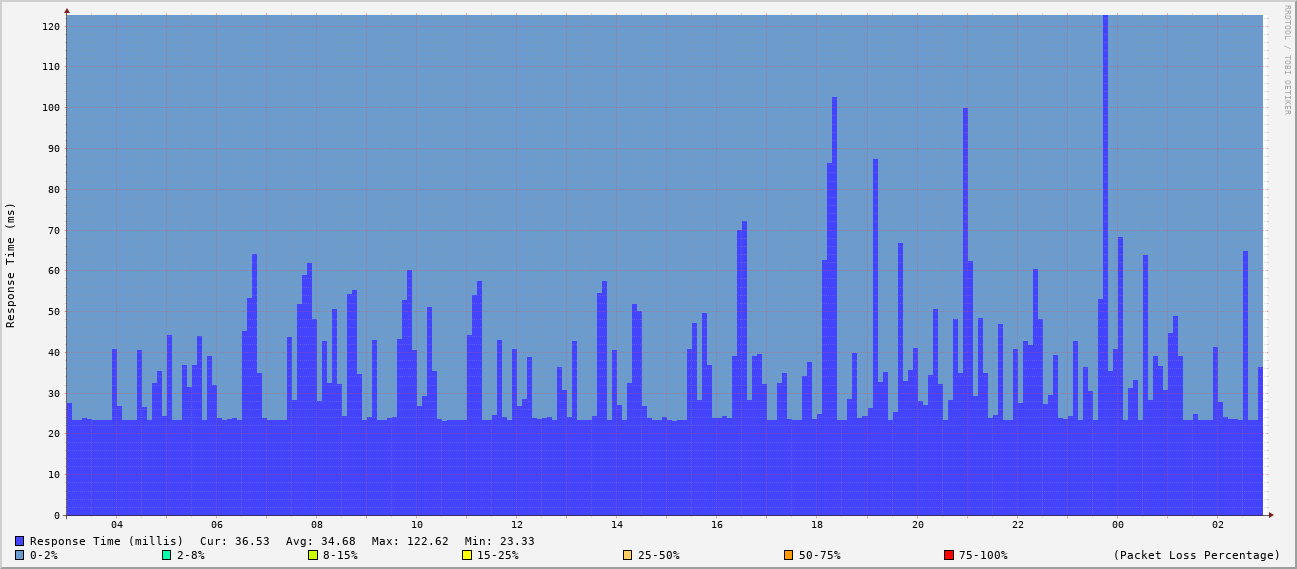 RRDTOOL / TOBI OETIKER
Response Time (ms)
120
110
100
90
80
70
60
50
40
30
20
10
0
04 06 08 10 12 14 16 18 20 22 00 02
Response Time (millis) Cur: 36.53 Avg: 34.68 Max: 122.62 Min: 23.33
0-2% 2-8% 8-15% 15-25% 25-50% 50-75% 75-100% (Packet Loss Percentage)